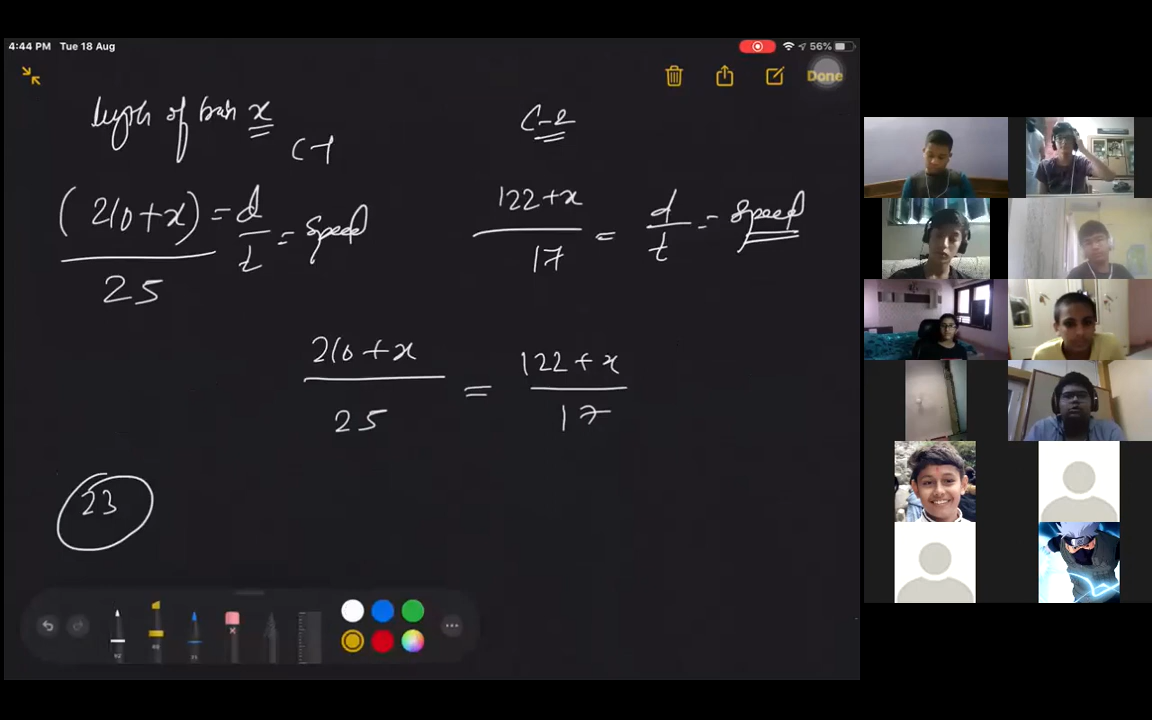 4:44 PM Tue 18 Aug
56%
Done
length of train x
C-1
C-2
(210+x) = d = speed
25 t
122+x = d = speed
17 t
210+x = 122+x
25 17
23